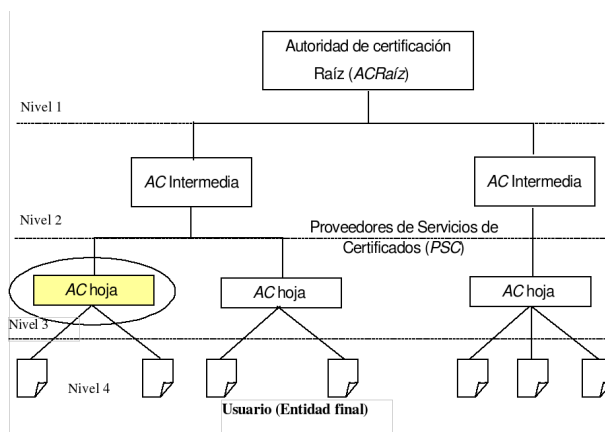 Autoridad de certificación
Raíz (ACRaíz)
Nivel 1
AC Intermedia
AC Intermedia
Nivel 2
Proveedores de Servicios de
Certificados (PSC)
AC hoja
AC hoja
AC hoja
Nivel 3
Nivel 4
Usuario (Entidad final)